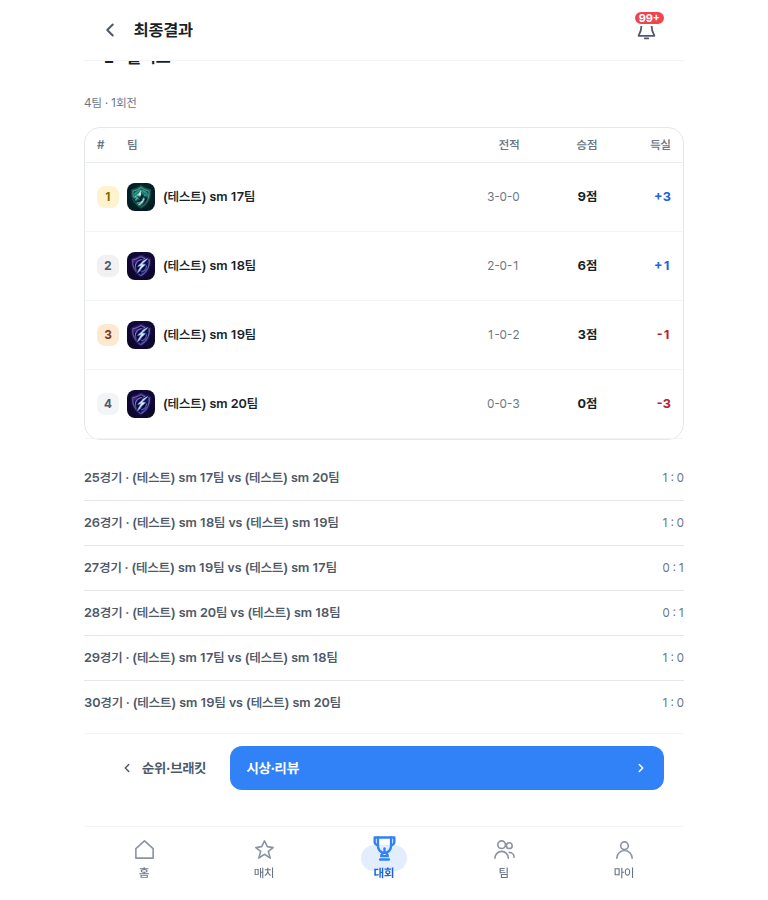 최종결과
99+
4팀 · 1회전
# 팀 전적 승점 득실
1 (테스트) sm 17팀 3-0-0 9점 +3
2 (테스트) sm 18팀 2-0-1 6점 +1
3 (테스트) sm 19팀 1-0-2 3점 -1
4 (테스트) sm 20팀 0-0-3 0점 -3
25경기 · (테스트) sm 17팀 vs (테스트) sm 20팀 1 : 0
26경기 · (테스트) sm 18팀 vs (테스트) sm 19팀 1 : 0
27경기 · (테스트) sm 19팀 vs (테스트) sm 17팀 0 : 1
28경기 · (테스트) sm 20팀 vs (테스트) sm 18팀 0 : 1
29경기 · (테스트) sm 17팀 vs (테스트) sm 18팀 1 : 0
30경기 · (테스트) sm 19팀 vs (테스트) sm 20팀 1 : 0
순위·브래킷 시상·리뷰
홈 매치 대회 팀 마이